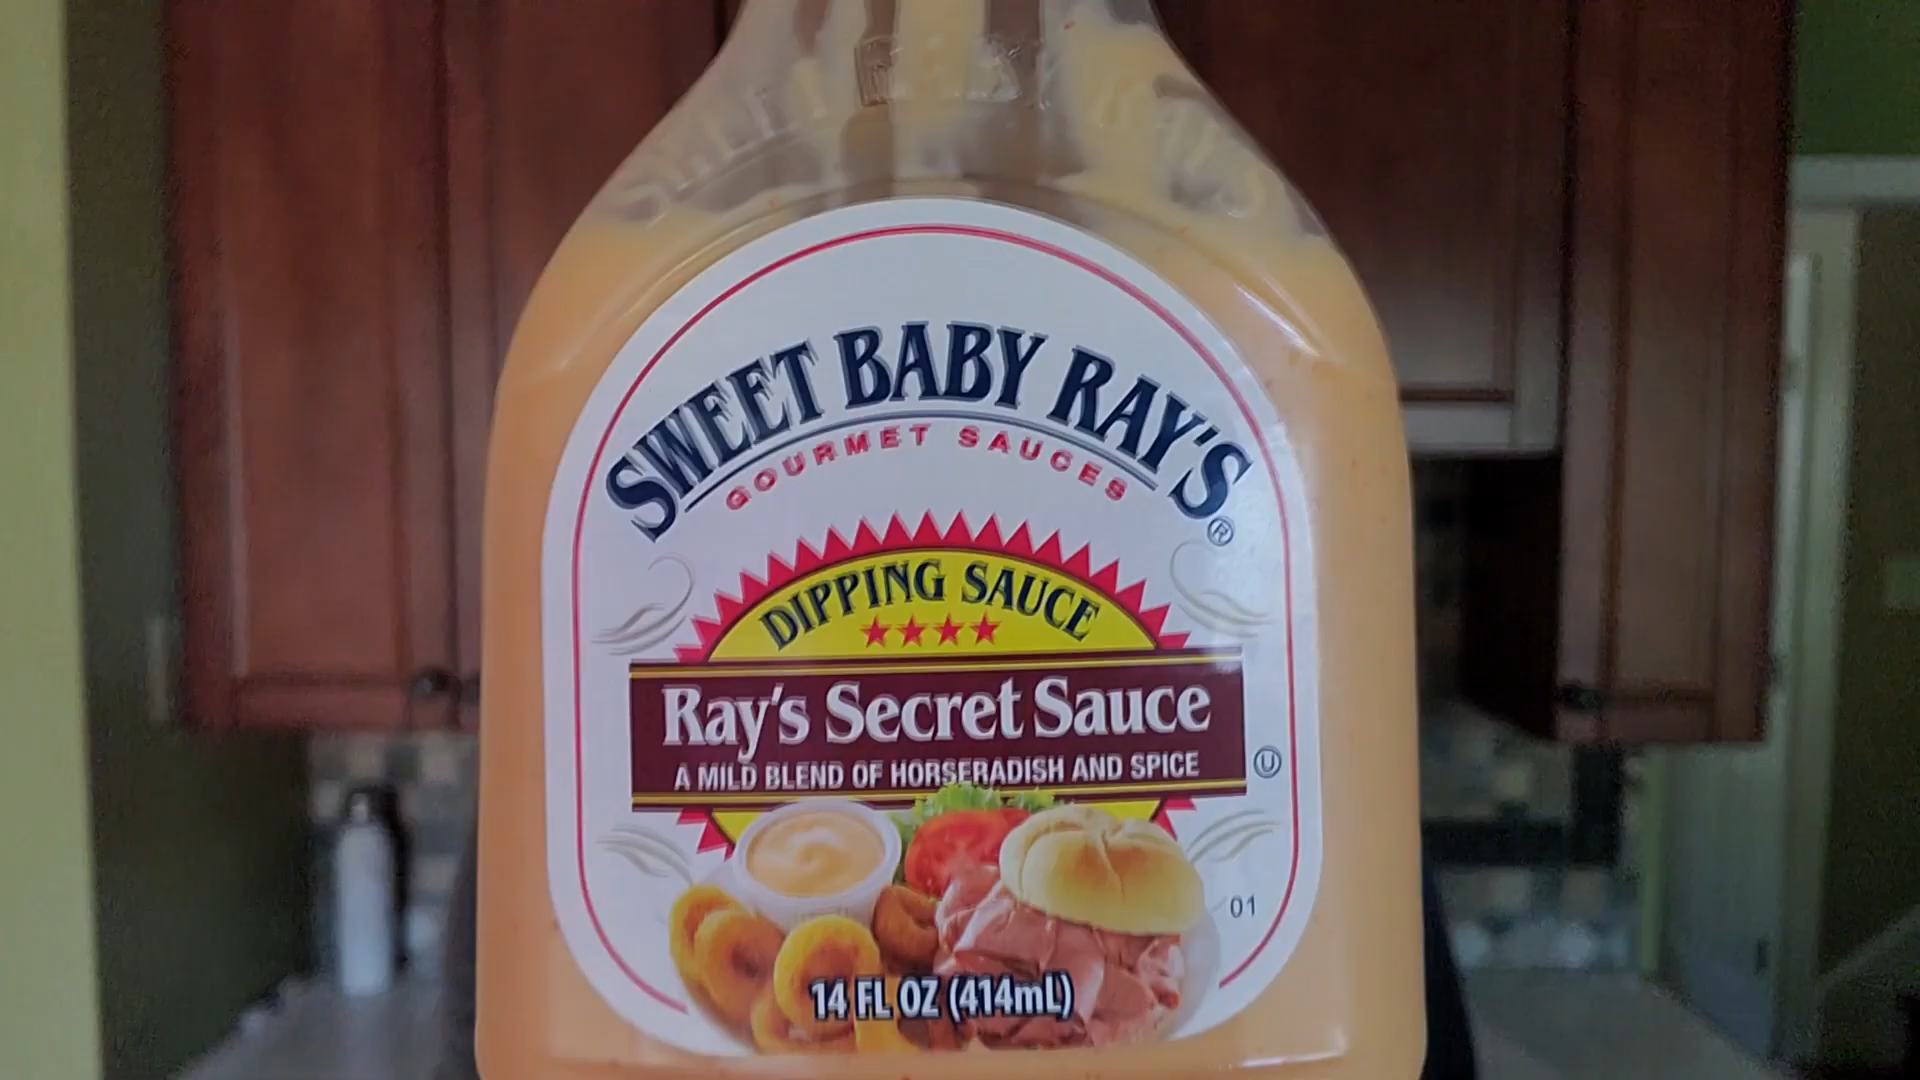 SWEET BABY RAY'S®
GOURMET SAUCES
DIPPING SAUCE
Ray's Secret Sauce
A MILD BLEND OF HORSERADISH AND SPICE
U
01
14 FL OZ (414mL)